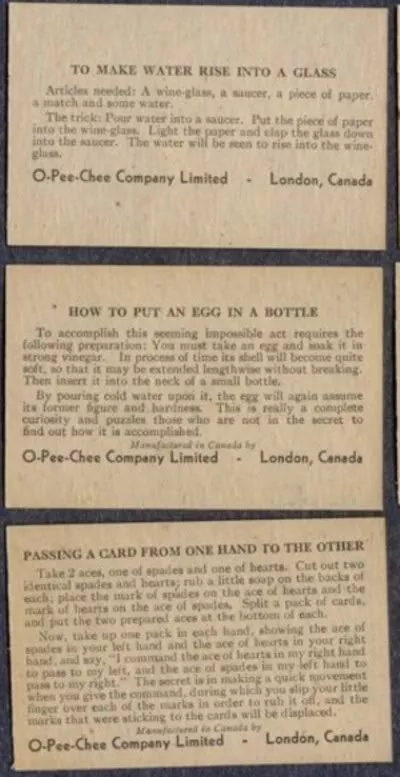 TO MAKE WATER RISE INTO A GLASS
Articles needed: A wine-glass, a saucer, a piece of paper,
a match and some water.
The trick: Pour water into a saucer. Put the piece of paper
into the wine-glass. Light the paper and clap the glass down
into the saucer. The water will be seen to rise into the wine-
glass.
O-Pee-Chee Company Limited - London, Canada
HOW TO PUT AN EGG IN A BOTTLE
To accomplish this seeming impossible act requires the
following preparation: You must take an egg and soak it in
strong vinegar. In process of time its shell will become quite
soft, so that it may be extended lengthwise without breaking.
Then insert it into the neck of a small bottle.
By pouring cold water upon it, the egg will again assume
its former figure and hardness. This is really a complete
curiosity and puzzles those who are not in the secret to
find out how it is accomplished.
Manufactured in Canada by
O-Pee-Chee Company Limited - London, Canada
PASSING A CARD FROM ONE HAND TO THE OTHER
Take 2 aces, one of spades and one of hearts. Cut out two
identical spades and hearts; rub a little soap on the backs of
each; place the mark of spades on the ace of hearts and the
mark of hearts on the ace of spades. Split a pack of cards,
and put the two prepared aces at the bottom of each.
Now, take up one pack in each hand, showing the ace of
spades in your left hand and the ace of hearts in your right
hand, and say, "I command the ace of hearts in my right hand
to pass to my left, and the ace of spades in my left hand to
pass to my right." The secret is in making a quick movement
when you give the command, during which you slip your little
finger over each of the marks in order to rub it off, and the
marks that were sticking to the cards will be displaced.
Manufactured in Canada by
O-Pee-Chee Company Limited - London, Canada